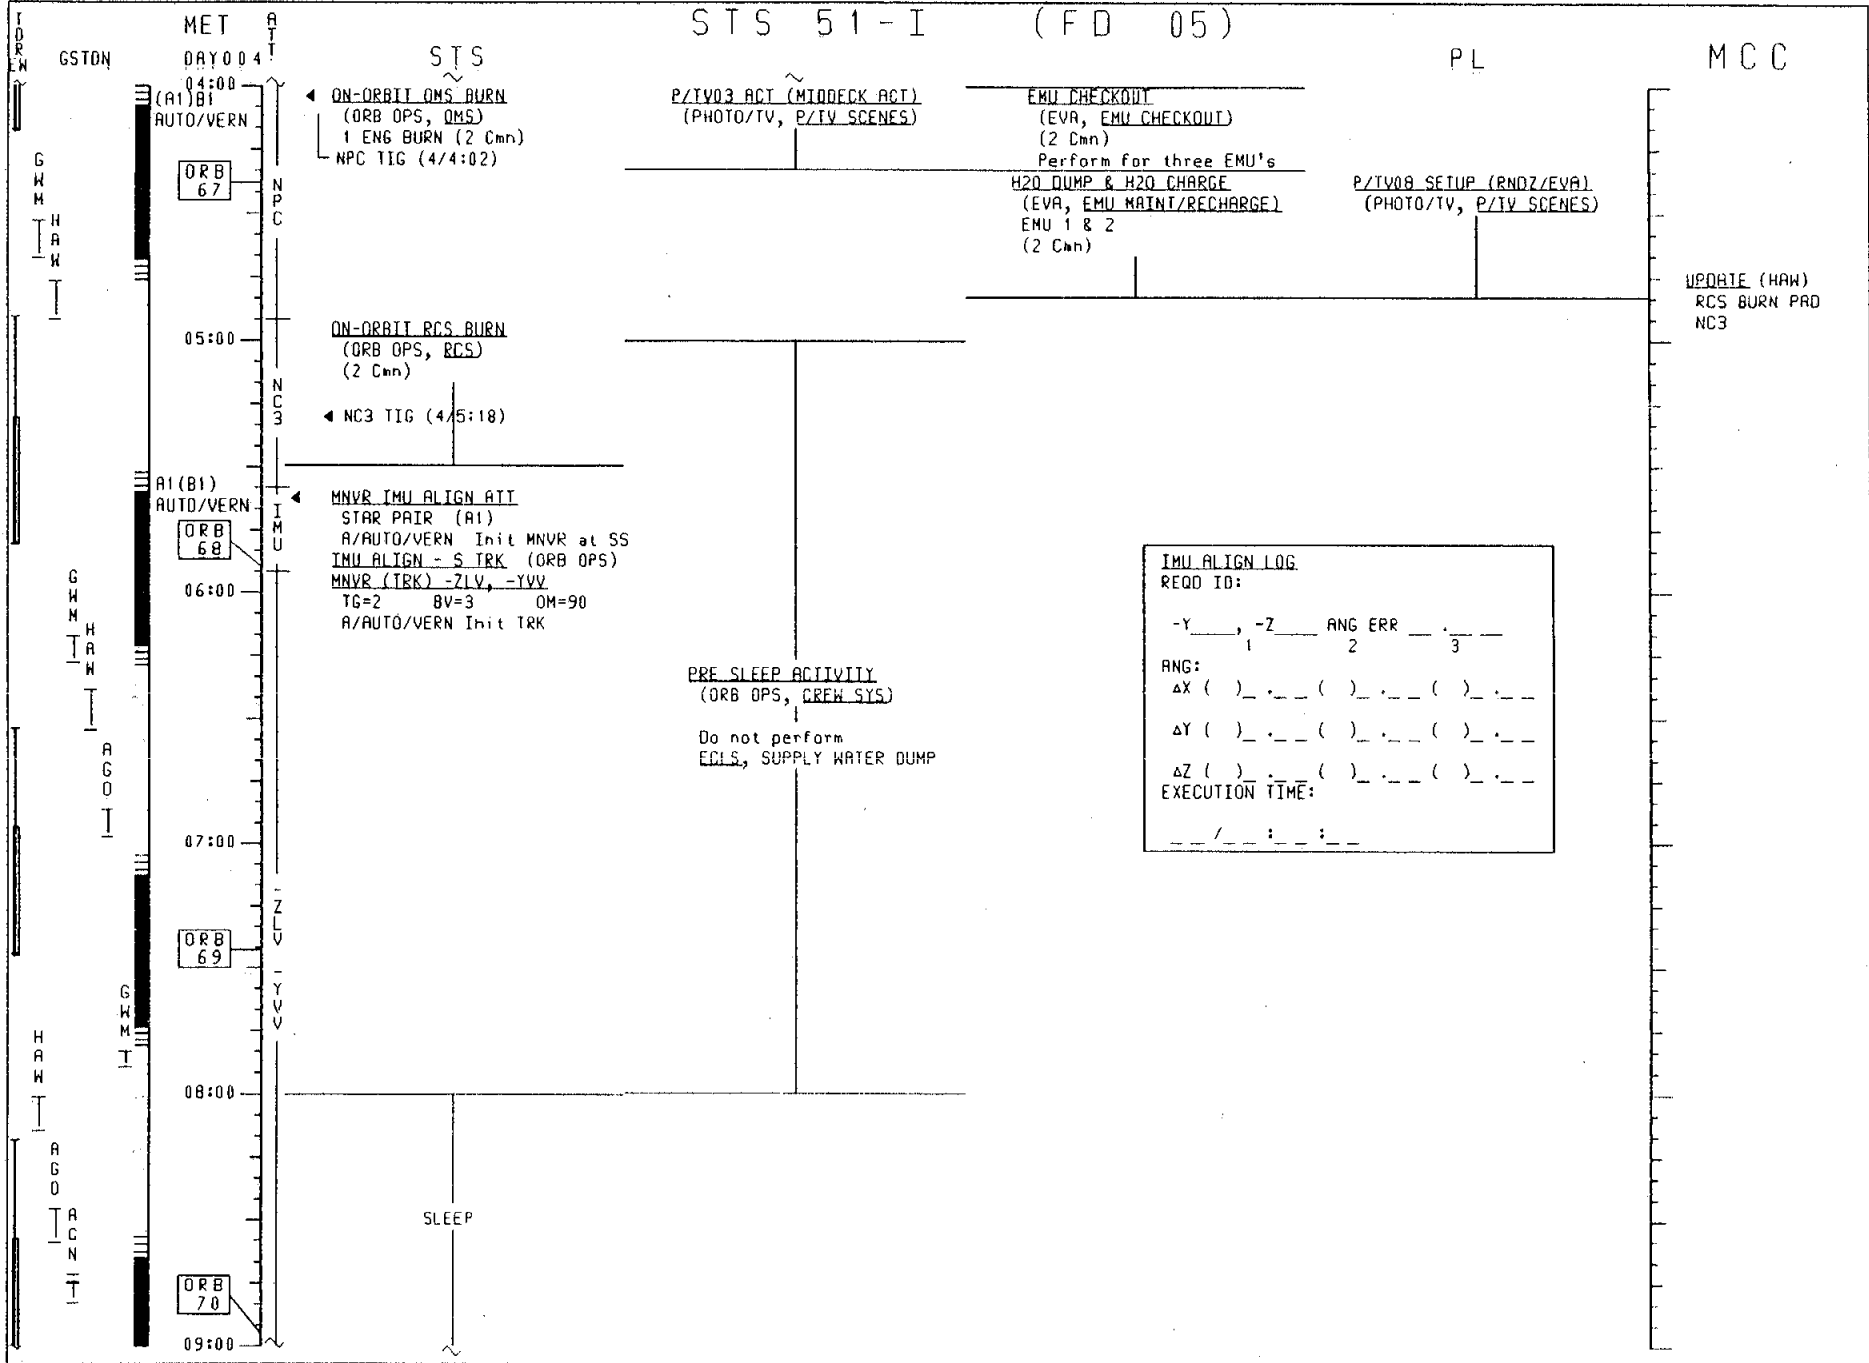 STS 51-I (FD 05)
TDRS
EW
GSTDN
MET
DAY004
ATT
STS
PL
MCC
04:00
(A1)B1
AUTO/VERN
ORB
67
GWM
HAW
NPC
ON-ORBIT OMS BURN
(ORB OPS, OMS)
1 ENG BURN (2 Cmn)
NPC TIG (4/4:02)
P/TV03 ACT (MIDDECK ACT)
(PHOTO/TV, P/TV SCENES)
EMU CHECKOUT
(EVA, EMU CHECKOUT)
(2 Cmn)
Perform for three EMU's
H2O DUMP & H2O CHARGE
(EVA, EMU MAINT/RECHARGE)
EMU 1 & 2
(2 Cmn)
P/TV08 SETUP (RNDZ/EVA)
(PHOTO/TV, P/TV SCENES)
UPDATE (HAW)
RCS BURN PAD
NC3
05:00
NC3
ON-ORBIT RCS BURN
(ORB OPS, RCS)
(2 Cmn)
NC3 TIG (4/5:18)
A1(B1)
AUTO/VERN
ORB
68
IMU
MNVR IMU ALIGN ATT
STAR PAIR (A1)
A/AUTO/VERN Init MNVR at SS
IMU ALIGN - S TRK (ORB OPS)
MNVR (TRK) -ZLV, -YVV
TG=2 BV=3 OM=90
A/AUTO/VERN Init TRK
06:00
GWM
HAW
AGO
PRE SLEEP ACTIVITY
(ORB OPS, CREW SYS)
Do not perform
ECLS, SUPPLY WATER DUMP
IMU ALIGN LOG
REQD ID:
-Y____, -Z____ ANG ERR __ .__ __
1 2 3
ANG:
ΔX ( )_ ._ _ ( )_ ._ _ ( )_ ._ _
ΔY ( )_ ._ _ ( )_ ._ _ ( )_ ._ _
ΔZ ( )_ ._ _ ( )_ ._ _ ( )_ ._ _
EXECUTION TIME:
_ _ /_ _ :_ _ :_ _
07:00
ORB
69
-ZLV -YVV
GWM
HAW
08:00
AGO
ACN
SLEEP
ORB
70
09:00